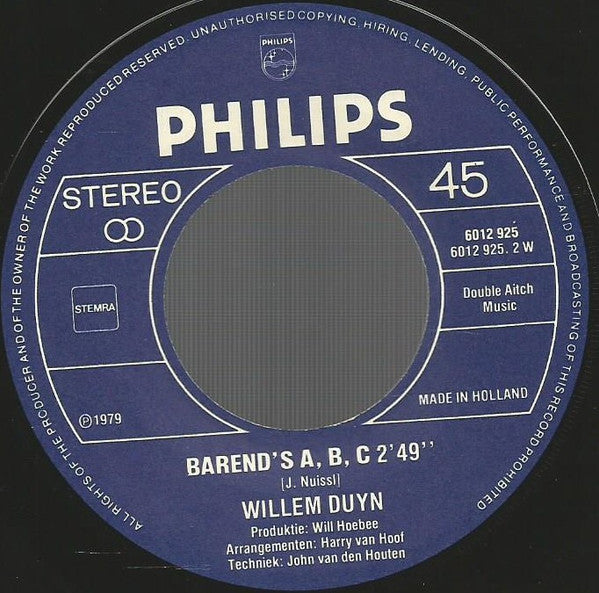 ALL RIGHTS OF THE PRODUCER AND OF THE OWNER OF THE WORK REPRODUCED RESERVED. UNAUTHORISED COPYING, HIRING, LENDING, PUBLIC PERFORMANCE AND BROADCASTING OF THIS RECORD PROHIBITED
PHILIPS
PHILIPS
STEREO
45
6012 925
6012 925. 2 W
STEMRA
Double Aitch
Music
MADE IN HOLLAND
℗ 1979
BAREND'S A, B, C 2'49''
(J. Nuissl)
WILLEM DUYN
Produktie: Will Hoebee
Arrangementen: Harry van Hoof
Techniek: John van den Houten